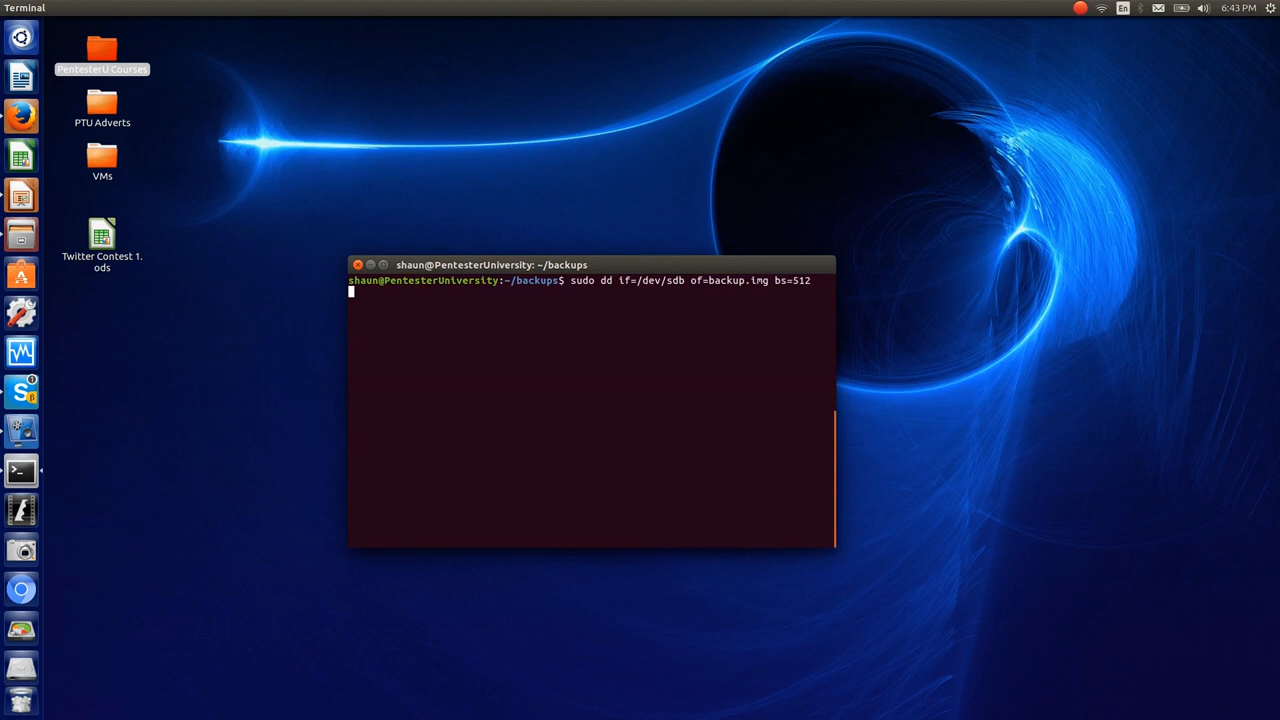 Terminal
En
6:43 PM
PentesterU Courses
PTU Adverts
VMs
Twitter Contest 1.
ods
shaun@PentesterUniversity: ~/backups
shaun@PentesterUniversity:~/backups$ sudo dd if=/dev/sdb of=backup.img bs=512